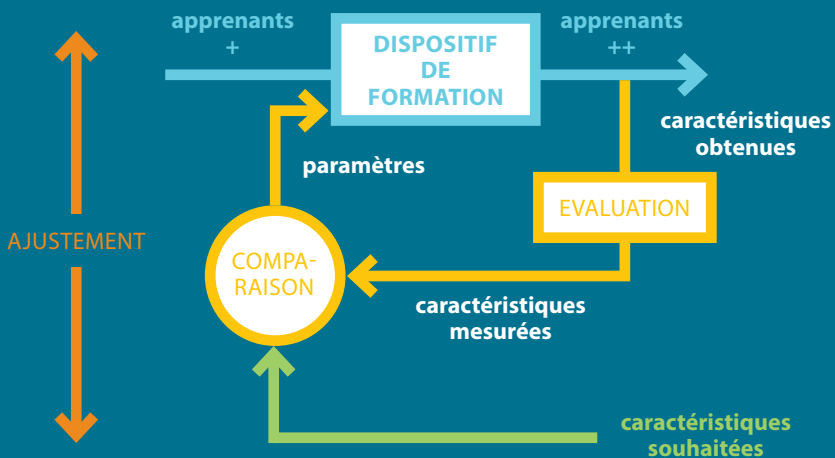 apprenants
+
DISPOSITIF
DE
FORMATION
apprenants
++
caractéristiques
obtenues
paramètres
EVALUATION
AJUSTEMENT
COMPA-
RAISON
caractéristiques
mesurées
caractéristiques
souhaitées